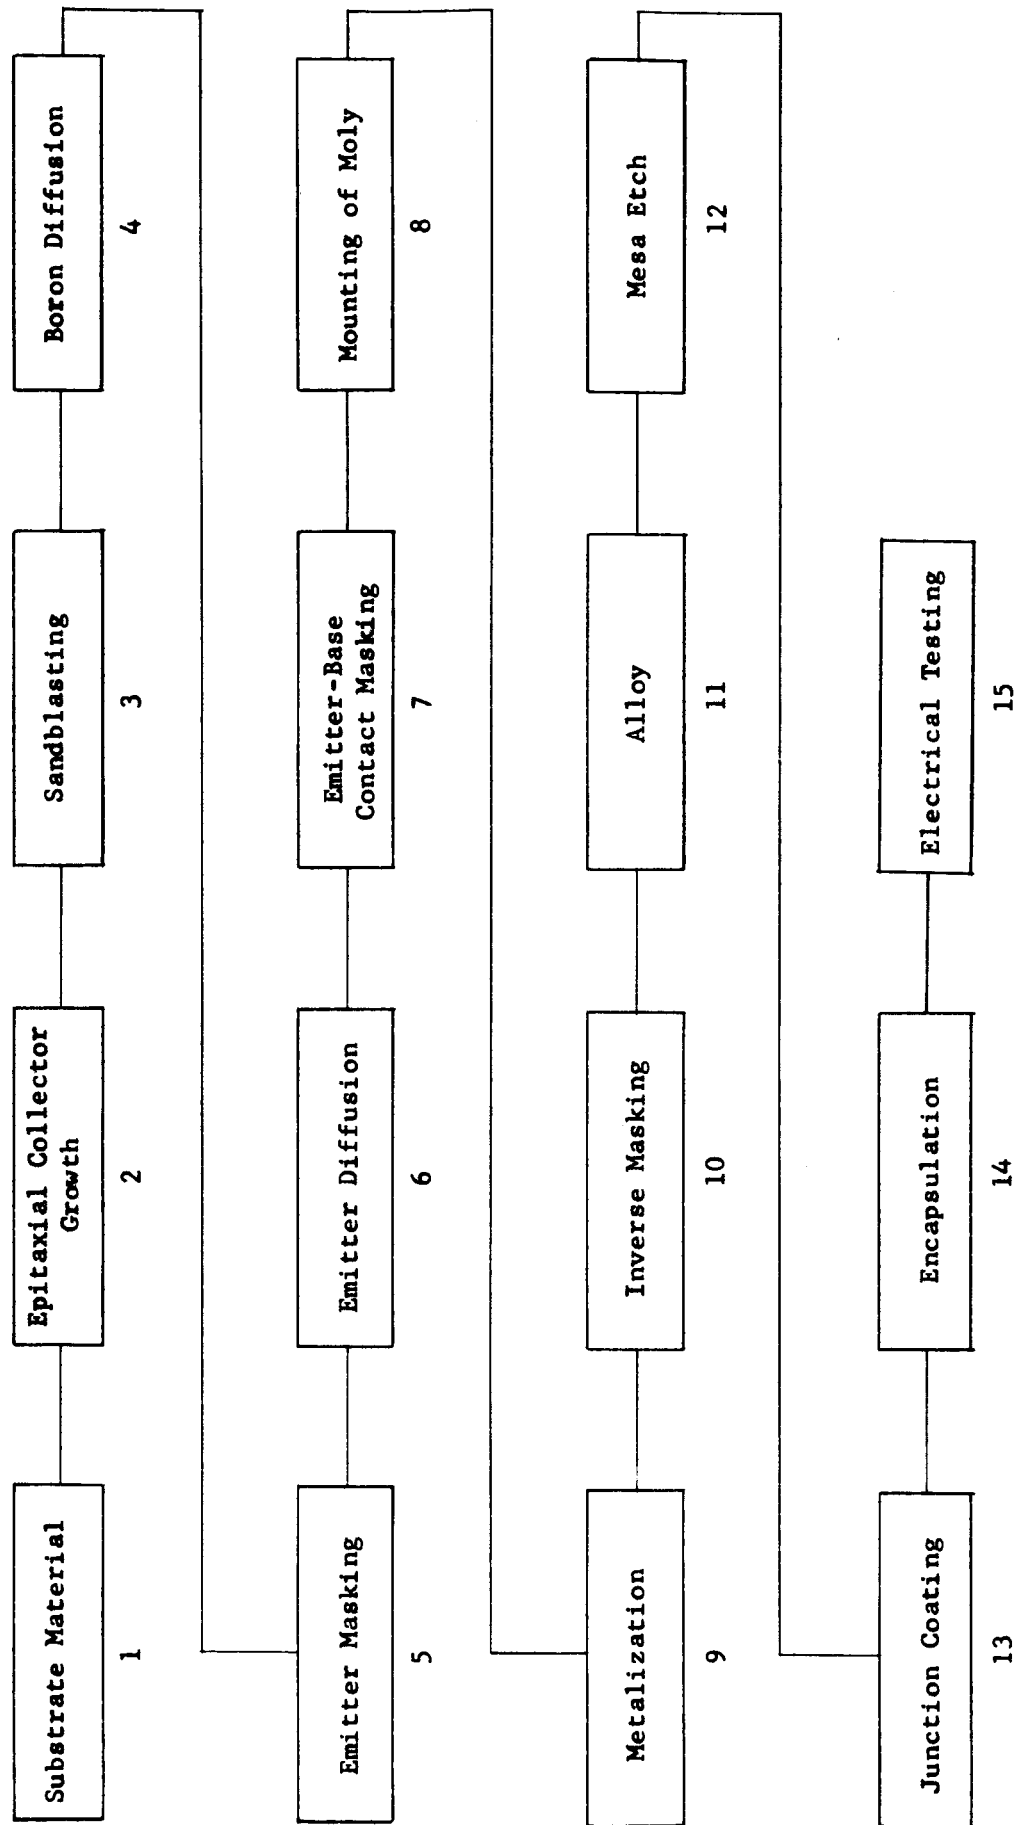 Substrate Material
1
Epitaxial Collector
Growth
2
Sandblasting
3
Boron Diffusion
4
Emitter Masking
5
Emitter Diffusion
6
Emitter-Base
Contact Masking
7
Mounting of Moly
8
Metalization
9
Inverse Masking
10
Alloy
11
Mesa Etch
12
Junction Coating
13
Encapsulation
14
Electrical Testing
15